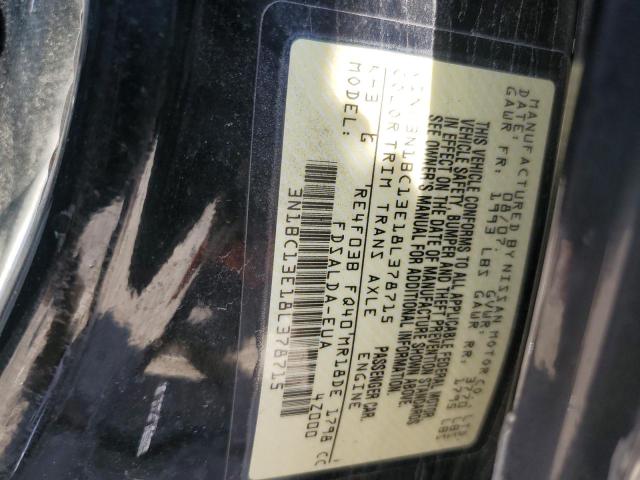 MANUFACTURED BY NISSAN MOTOR CO
DATE: 08/07
GAWR FR: 1993 LBS GAWR RR: 1795 LBS
THIS VEHICLE CONFORMS TO ALL APPLICABLE FEDERAL MOTOR
VEHICLE SAFETY, BUMPER AND THEFT PREVENTION STANDARDS
IN EFFECT ON THE DATE OF MANUFACTURE SHOWN ABOVE.
SEE OWNER'S MANUAL FOR ADDITIONAL INFORMATION.
3N1BC13E18L378715 PASSENGER CAR
COLOR TRIM TRANS AXLE ENGINE
K-3 G RE4F03B FQ40 MR18DE 1798 CC
MODEL: FDSALDA-EUA 4Z000
3N1BC13E18L378715